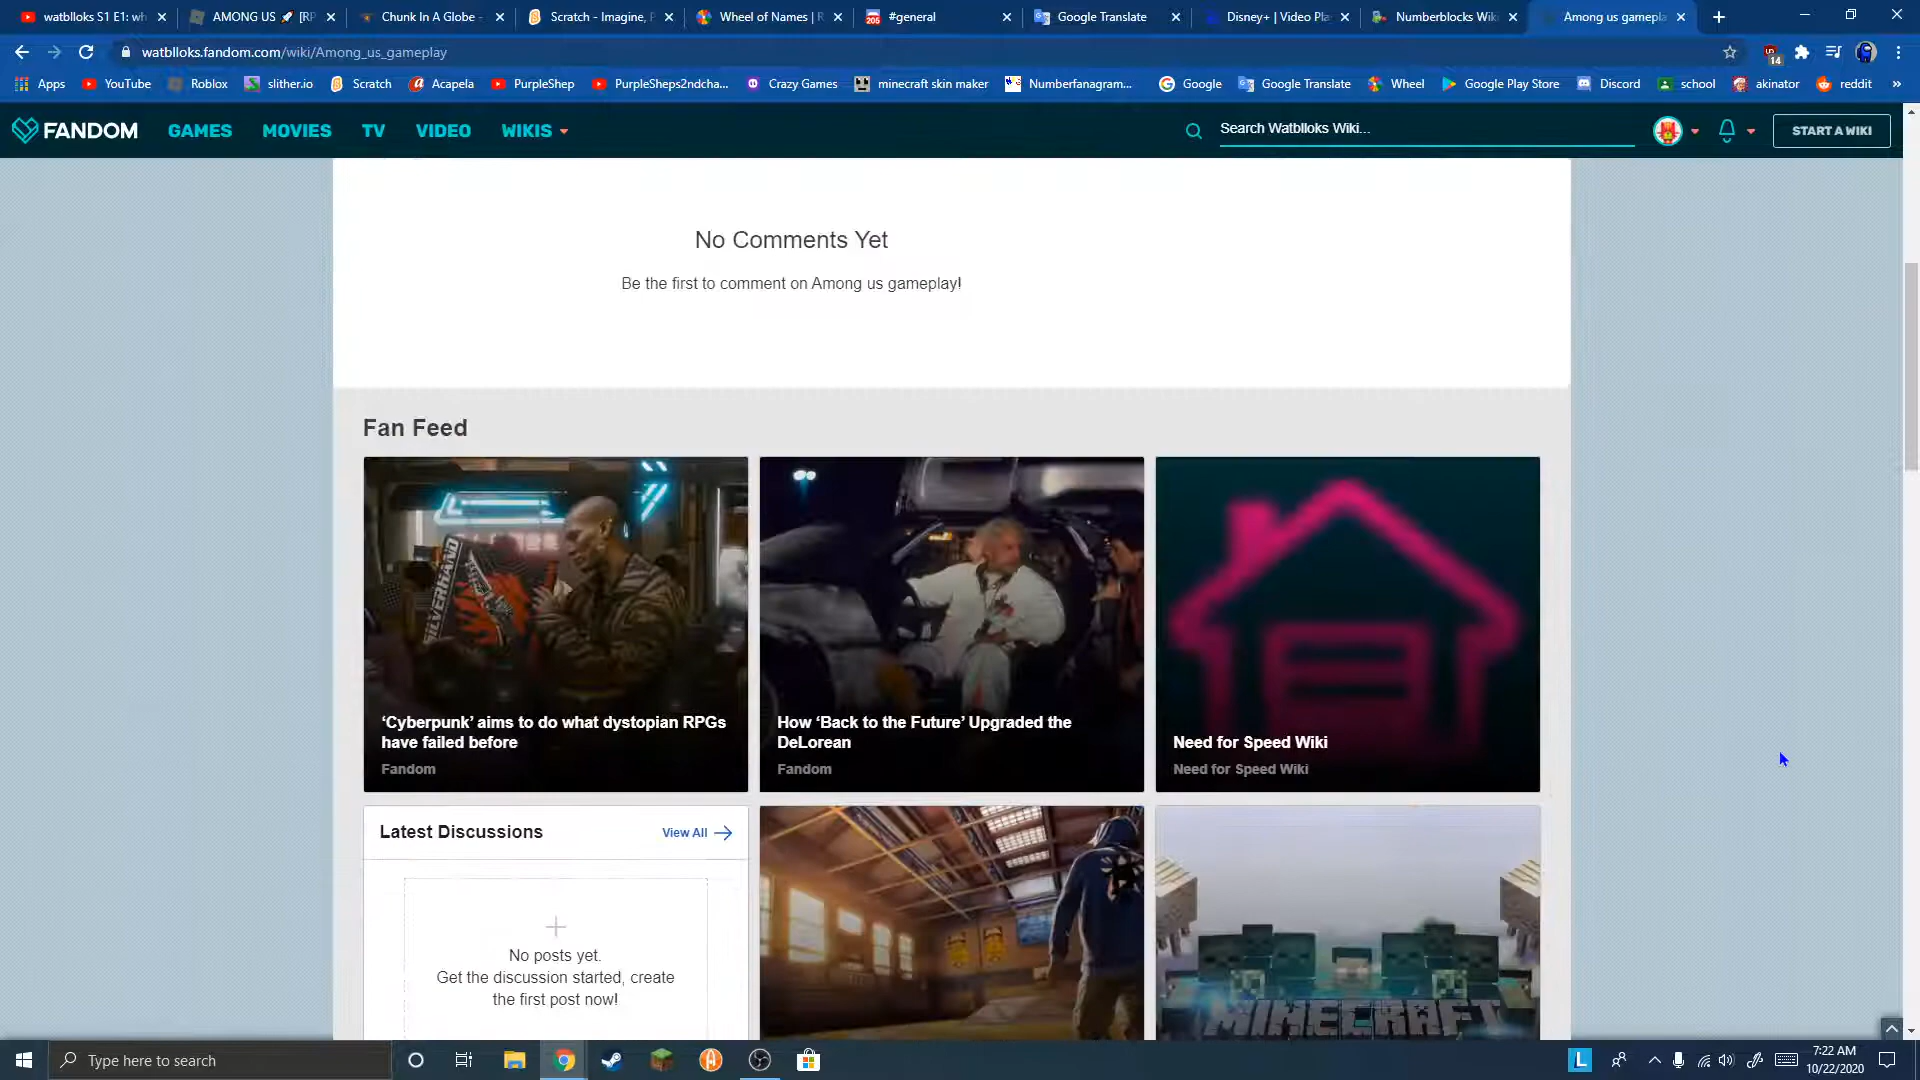 watblloks S1 E1: wh
AMONG US 🚀 [RP
Chunk In A Globe -
Scratch - Imagine, P
Wheel of Names | R
#general
Google Translate
Disney+ | Video Pla
Numberblocks Wiki
Among us gamepla
watblloks.fandom.com/wiki/Among_us_gameplay
14
Apps
YouTube
Roblox
slither.io
Scratch
Acapela
PurpleShep
PurpleSheps2ndcha...
Crazy Games
minecraft skin maker
Numberfanagram...
Google
Google Translate
Wheel
Google Play Store
Discord
school
akinator
reddit
»
FANDOM
GAMES
MOVIES
TV
VIDEO
WIKIS
Search Watblloks Wiki...
START A WIKI
No Comments Yet
Be the first to comment on Among us gameplay!
Fan Feed
SILVERHAND
‘Cyberpunk’ aims to do what dystopian RPGs
have failed before
Fandom
How ‘Back to the Future’ Upgraded the
DeLorean
Fandom
Need for Speed Wiki
Need for Speed Wiki
Latest Discussions
View All
No posts yet.
Get the discussion started, create
the first post now!
MINECRAFT
Type here to search
L
7:22 AM
10/22/2020